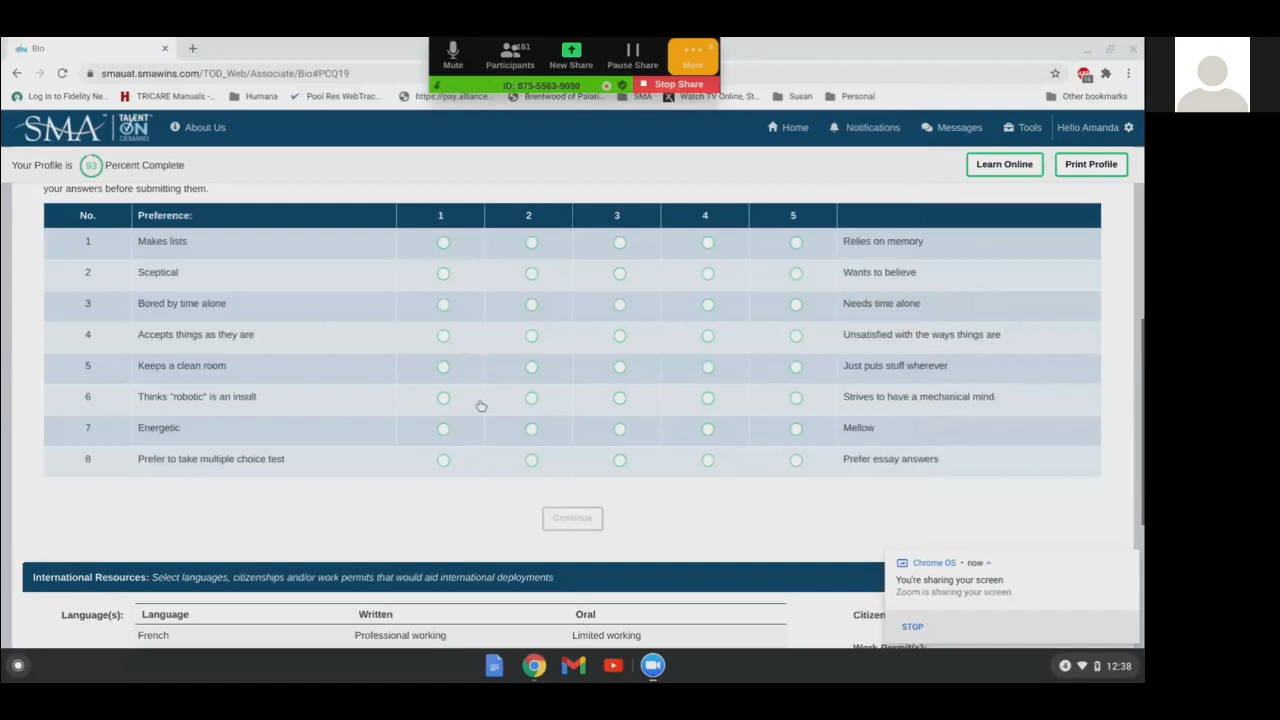 Bio
161
Mute
Participants
New Share
Pause Share
More
ID: 875-5563-9090
Stop Share
smauat.smawins.com/TOD_Web/Associate/Bio#PCQ19
Log In to Fidelity Ne...
TRICARE Manuals -...
Humana
Pool Res WebTrac...
https://pay.alliance...
Brentwood of Palati...
SMA
Watch TV Online, St...
Susan
Personal
Other bookmarks
SMA
TALENT
ON
DEMAND
About Us
Home
Notifications
Messages
Tools
Hello Amanda
Your Profile is 93 Percent Complete
Learn Online
Print Profile
your answers before submitting them.
No. Preference: 1 2 3 4 5
1 Makes lists Relies on memory
2 Sceptical Wants to believe
3 Bored by time alone Needs time alone
4 Accepts things as they are Unsatisfied with the ways things are
5 Keeps a clean room Just puts stuff wherever
6 Thinks "robotic" is an insult Strives to have a mechanical mind
7 Energetic Mellow
8 Prefer to take multiple choice test Prefer essay answers
Continue
International Resources: Select languages, citizenships and/or work permits that would aid international deployments
Language(s): Language Written Oral
French Professional working Limited working
Chrome OS • now
You're sharing your screen
Zoom is sharing your screen
STOP
4
12:38